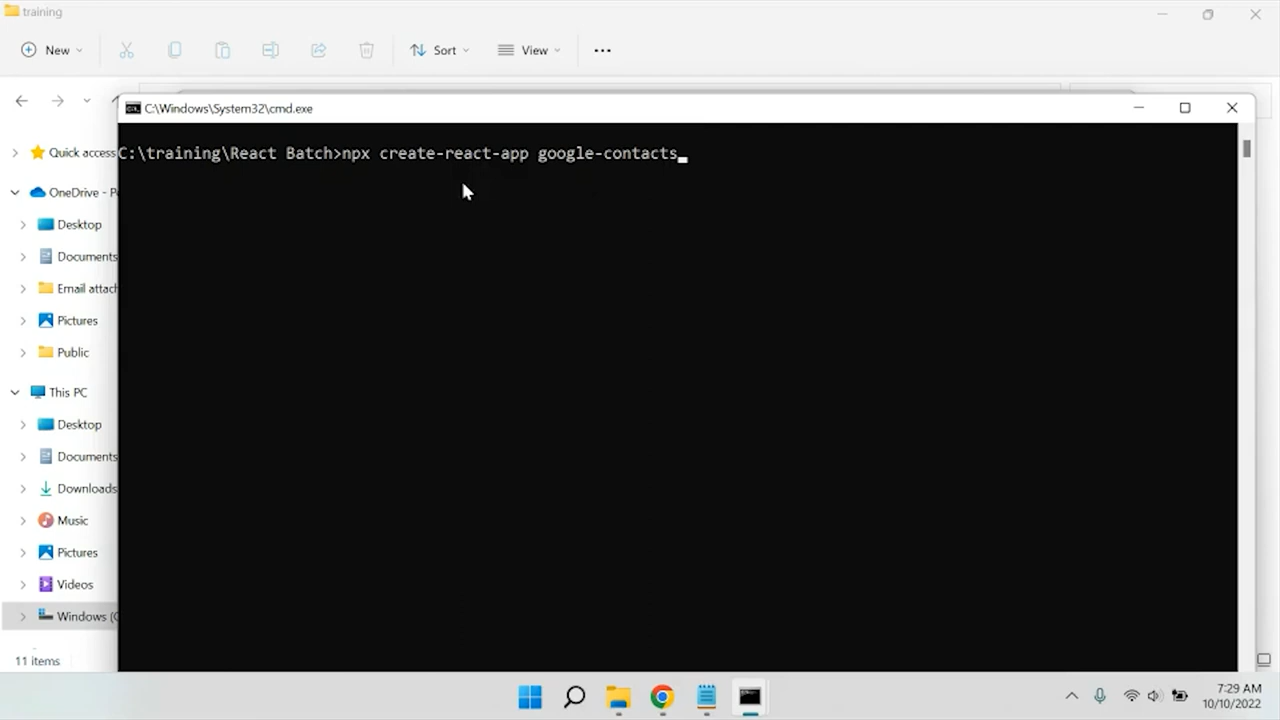 training
New
Sort
View
C:\Windows\System32\cmd.exe
Quick access
C:\training\React Batch>npx create-react-app google-contacts
OneDrive - P
Desktop
Documents
Email attach
Pictures
Public
This PC
Desktop
Documents
Downloads
Music
Pictures
Videos
Windows (C
11 items
7:29 AM
10/10/2022